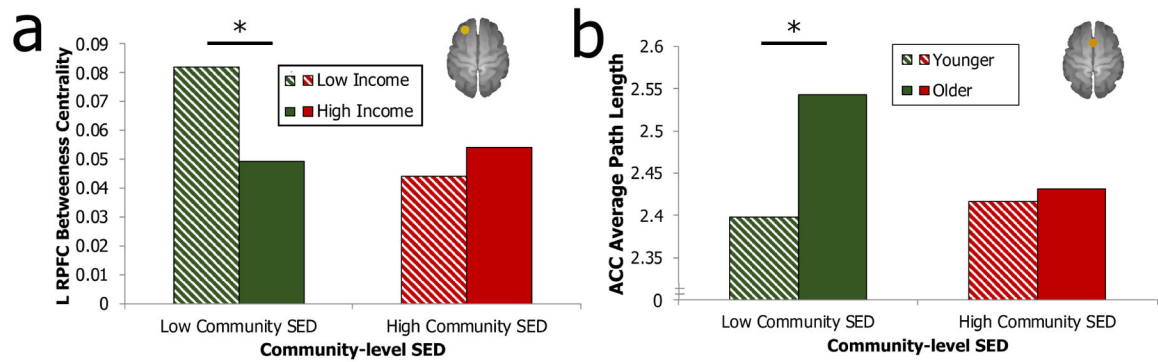 a
*
0.09
0.08
0.07
0.06
0.05
0.04
0.03
0.02
0.01
0
L RPFC Betweeness Centrality
Low Income
High Income
Low Community SED
High Community SED
Community-level SED
b
*
2.6
2.55
2.5
2.45
2.4
2.35
0
ACC Average Path Length
Younger
Older
Low Community SED
High Community SED
Community-level SED